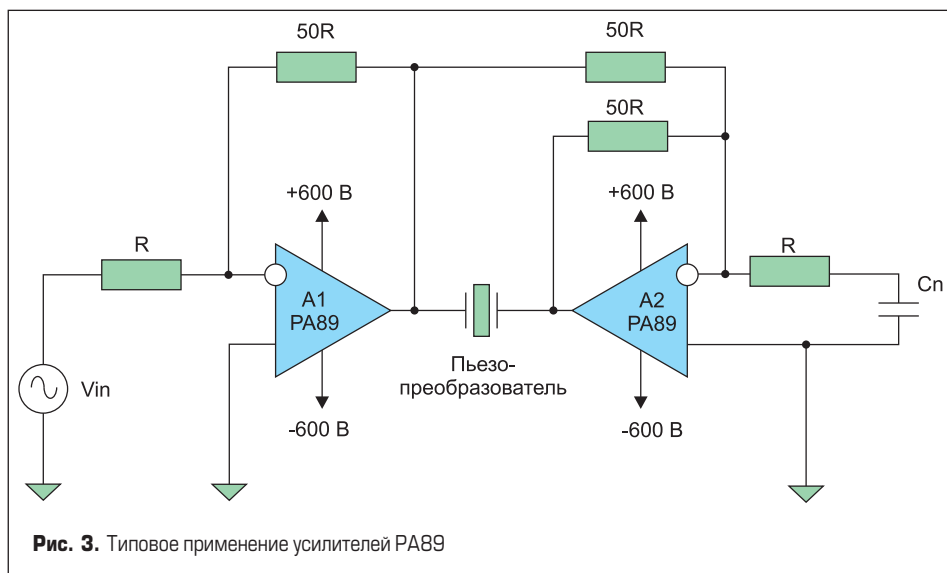 50R
50R
50R
+600 В
+600 В
R
R
Cn
A1
PA89
A2
PA89
Vin
Пьезо-
преобразователь
-600 В
-600 В
Рис. 3. Типовое применение усилителей PA89